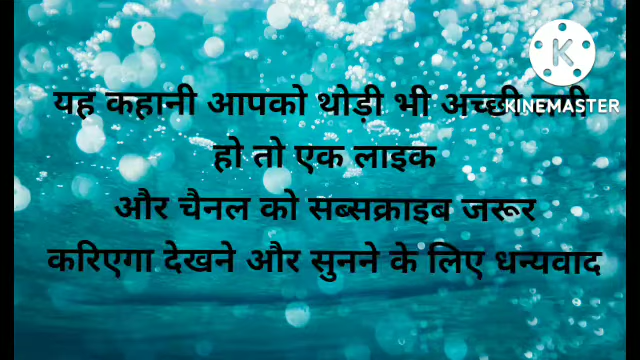 यह कहानी आपको थोड़ी भी अच्छी लगी
हो तो एक लाइक
और चैनल को सब्सक्राइब जरूर
करिएगा देखने और सुनने के लिए धन्यवाद
K
KINEMASTER